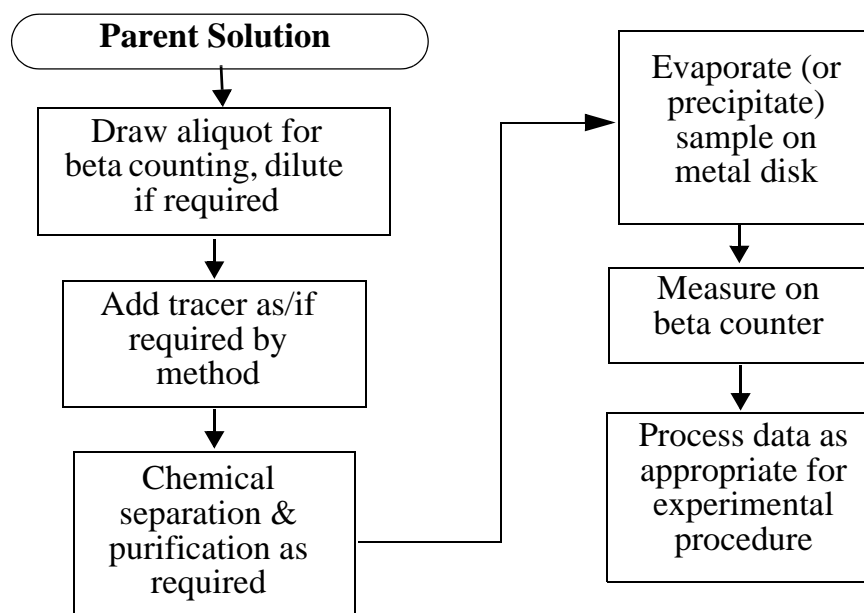 Parent Solution
Draw aliquot for
beta counting, dilute
if required
Add tracer as/if
required by
method
Chemical
separation &
purification as
required
Evaporate (or
precipitate)
sample on
metal disk
Measure on
beta counter
Process data as
appropriate for
experimental
procedure